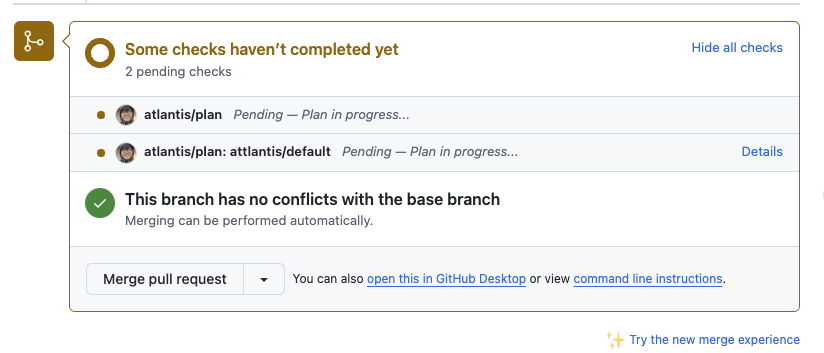 Some checks haven’t completed yet
Hide all checks
2 pending checks
atlantis/plan Pending — Plan in progress...
atlantis/plan: attlantis/default Pending — Plan in progress... Details
This branch has no conflicts with the base branch
Merging can be performed automatically.
Merge pull request You can also open this in GitHub Desktop or view command line instructions.
Try the new merge experience